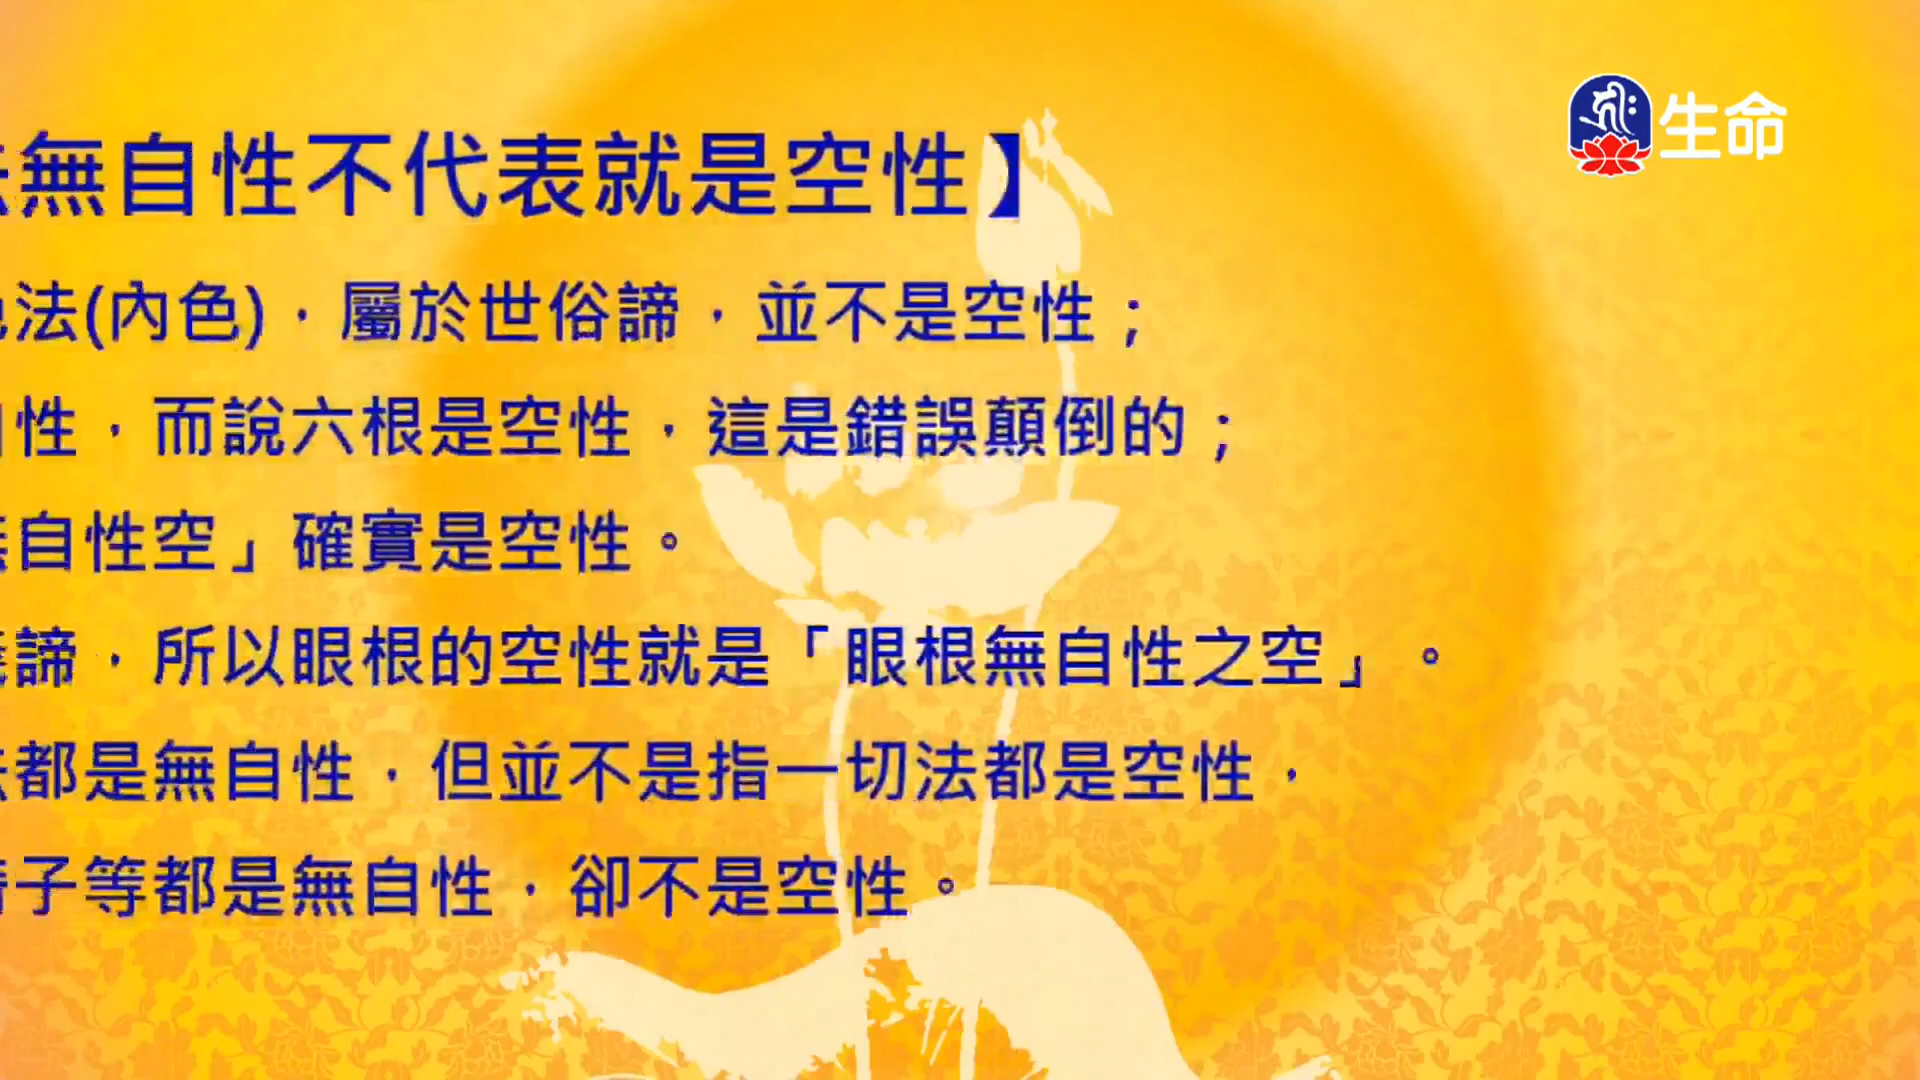 無自性不代表就是空性】
生命
法(內色)，屬於世俗諦，並不是空性；
性，而說六根是空性，這是錯誤顛倒的；
自性空」確實是空性。
諦，所以眼根的空性就是「眼根無自性之空」。
都是無自性，但並不是指一切法都是空性，
子等都是無自性，卻不是空性。